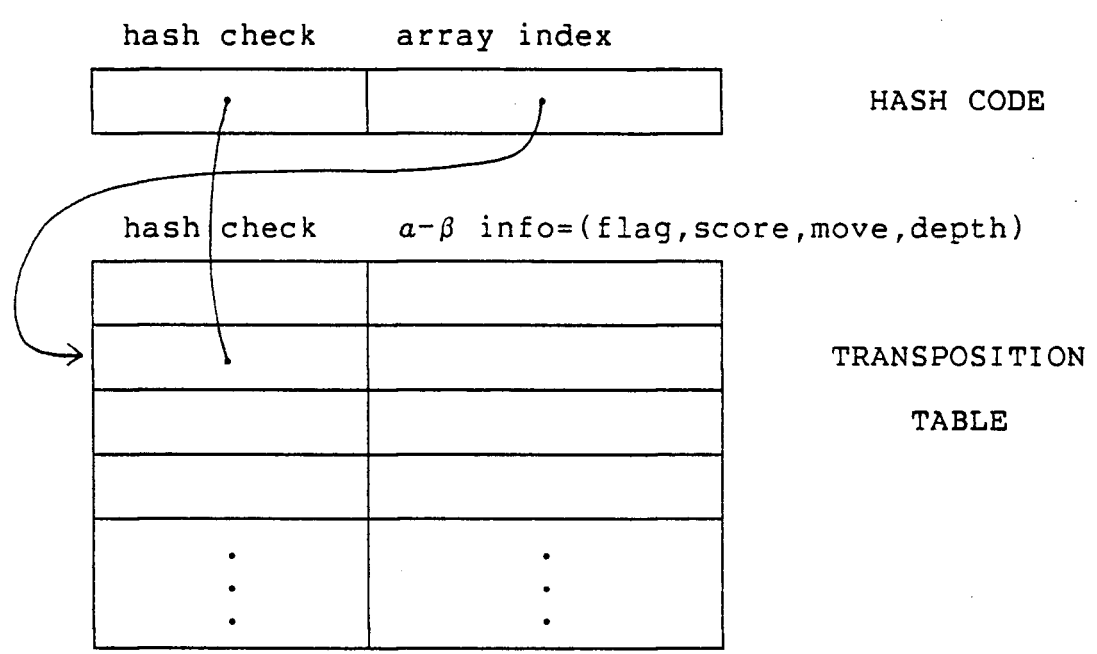 hash check array index
HASH CODE
hash check α-β info=(flag,score,move,depth)
TRANSPOSITION
TABLE